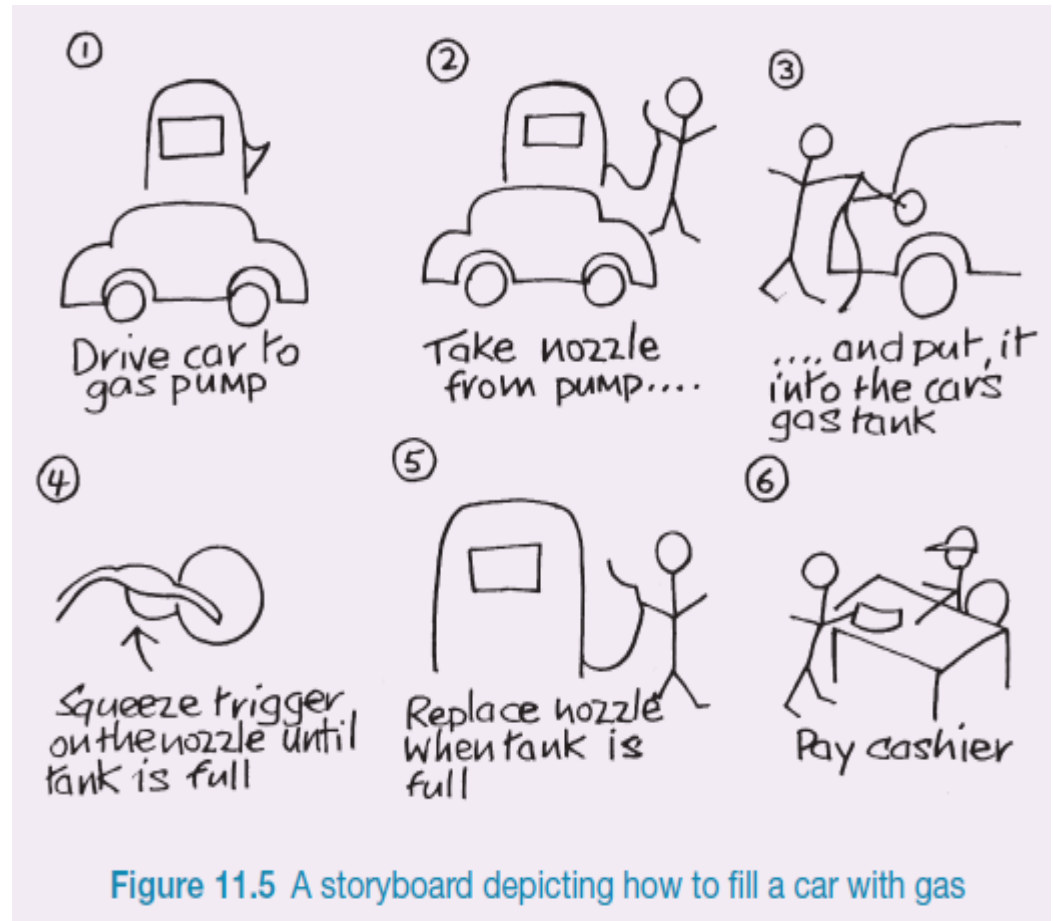 1
Drive car to
gas pump
2
Take nozzle
from pump....
3
.... and put it
into the cars
gas tank
4
Squeeze trigger
on the nozzle until
tank is full
5
Replace nozzle
when tank is
full
6
Pay cashier
Figure 11.5 A storyboard depicting how to fill a car with gas